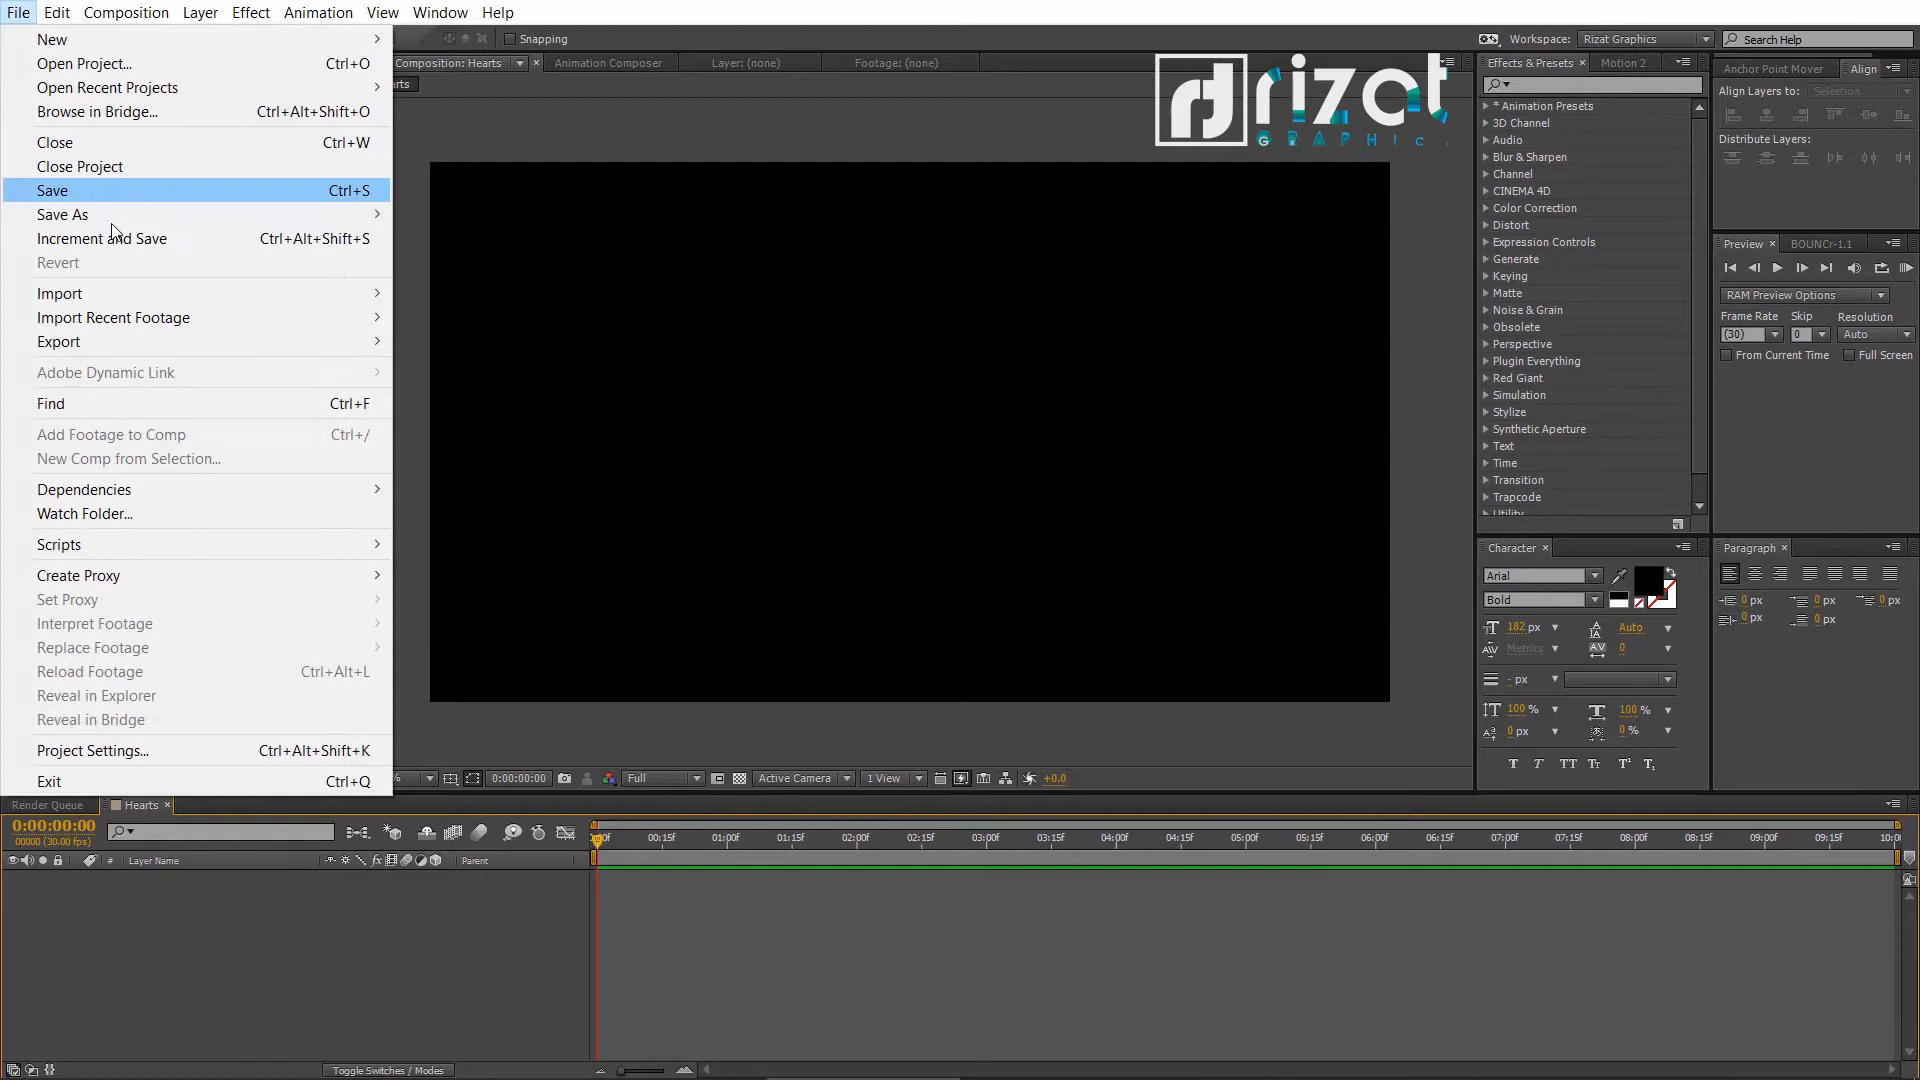 File Edit Composition Layer Effect Animation View Window Help
New
Open Project... Ctrl+O
Open Recent Projects
Browse in Bridge... Ctrl+Alt+Shift+O
Close Ctrl+W
Close Project
Save Ctrl+S
Save As
Increment and Save Ctrl+Alt+Shift+S
Revert
Import
Import Recent Footage
Export
Adobe Dynamic Link
Find Ctrl+F
Add Footage to Comp Ctrl+/
New Comp from Selection...
Dependencies
Watch Folder...
Scripts
Create Proxy
Set Proxy
Interpret Footage
Replace Footage
Reload Footage Ctrl+Alt+L
Reveal in Explorer
Reveal in Bridge
Project Settings... Ctrl+Alt+Shift+K
Exit Ctrl+Q
Snapping
Workspace: Rizat Graphics Search Help
Composition: Hearts Animation Composer Layer: (none) Footage: (none)
rizat
GRAPHIC
Effects & Presets Motion 2
* Animation Presets
3D Channel
Audio
Blur & Sharpen
Channel
CINEMA 4D
Color Correction
Distort
Expression Controls
Generate
Keying
Matte
Noise & Grain
Obsolete
Perspective
Plugin Everything
Red Giant
Simulation
Stylize
Synthetic Aperture
Text
Time
Transition
Trapcode
Utility
Anchor Point Mover Align
Align Layers to: Selection
Distribute Layers:
Preview BOUNCr-1.1
RAM Preview Options
Frame Rate Skip Resolution
(30) 0 Auto
From Current Time Full Screen
Character
Arial
Bold
182 px Auto
Metrics 0
- px
100 % 100 %
0 px 0 %
T T TT Tr T¹ T₁
Paragraph
0 px 0 px 0 px
0 px 0 px
% 0:00:00:00 Full Active Camera 1 View +0.0
Render Queue Hearts
0:00:00:00
00000 (30.00 fps)
# Layer Name fx Parent
00:15f 01:00f 01:15f 02:00f 02:15f 03:00f 03:15f 04:00f 04:15f 05:00f 05:15f 06:00f 06:15f 07:00f 07:15f 08:00f 08:15f 09:00f 09:15f
Toggle Switches / Modes